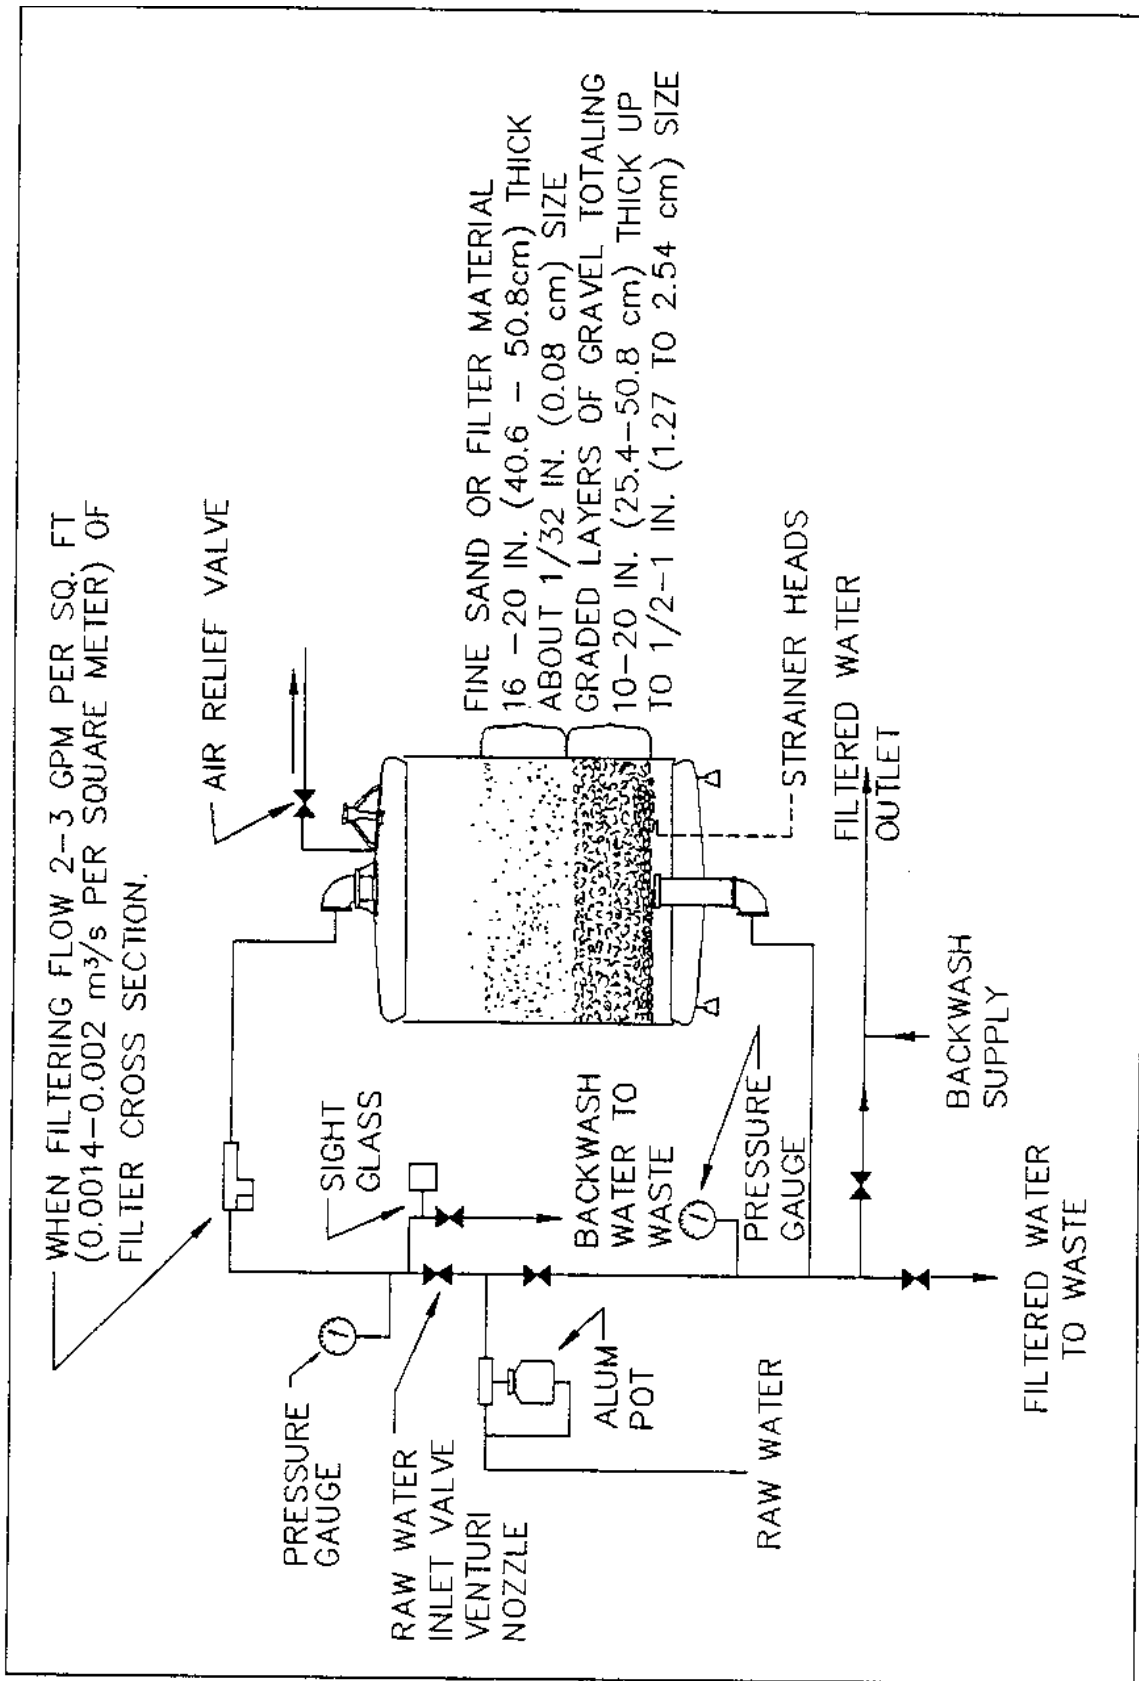 WHEN FILTERING FLOW 2-3 GPM PER SQ. FT
(0.0014-0.002 m³/s PER SQUARE METER) OF
FILTER CROSS SECTION.
AIR RELIEF VALVE
SIGHT
GLASS
PRESSURE
GAUGE
RAW WATER
INLET VALVE
VENTURI
NOZZLE
FINE SAND OR FILTER MATERIAL
16 -20 IN. (40.6 - 50.8cm) THICK
ABOUT 1/32 IN. (0.08 cm) SIZE
GRADED LAYERS OF GRAVEL TOTALING
10-20 IN. (25.4-50.8 cm) THICK UP
TO 1/2-1 IN. (1.27 TO 2.54 cm) SIZE
BACKWASH
WATER TO
WASTE
ALUM
POT
PRESSURE
GAUGE
STRAINER HEADS
RAW WATER
FILTERED WATER
OUTLET
BACKWASH
SUPPLY
FILTERED WATER
TO WASTE